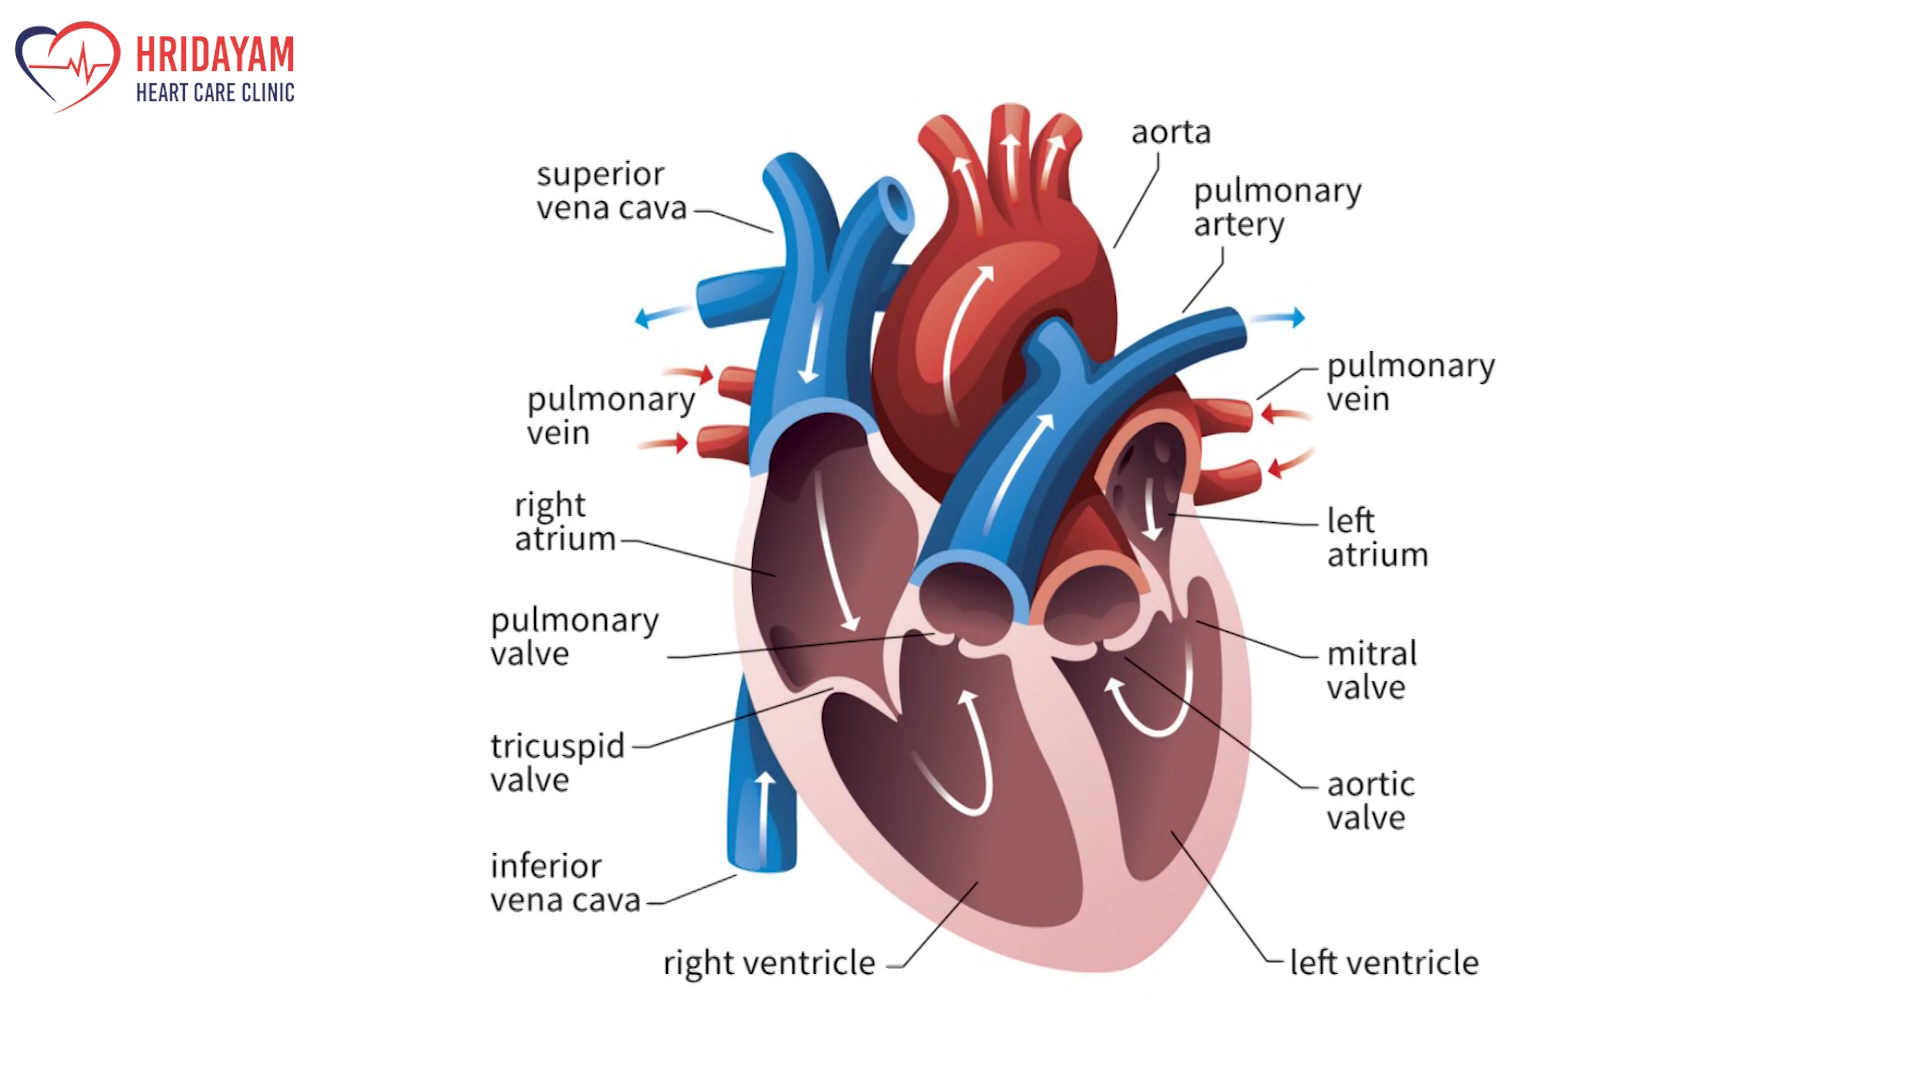 HRIDAYAM
HEART CARE CLINIC
aorta
superior
vena cava
pulmonary
artery
pulmonary
vein
pulmonary
vein
right
atrium
left
atrium
pulmonary
valve
mitral
valve
tricuspid
valve
aortic
valve
inferior
vena cava
right ventricle
left ventricle